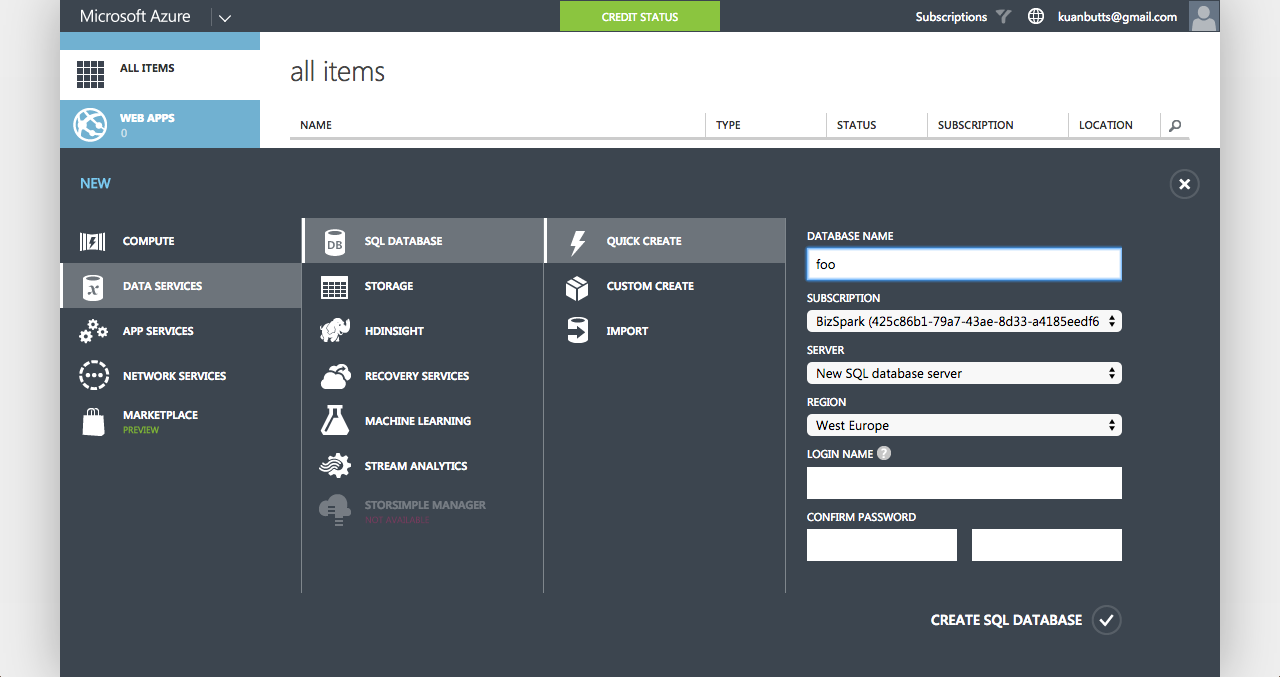 Microsoft Azure
CREDIT STATUS
Subscriptions
kuanbutts@gmail.com
ALL ITEMS
WEB APPS
0
all items
NAME
TYPE
STATUS
SUBSCRIPTION
LOCATION
NEW
COMPUTE
DATA SERVICES
APP SERVICES
NETWORK SERVICES
MARKETPLACE
PREVIEW
DB
SQL DATABASE
STORAGE
HDINSIGHT
RECOVERY SERVICES
MACHINE LEARNING
STREAM ANALYTICS
STORSIMPLE MANAGER
NOT AVAILABLE
QUICK CREATE
CUSTOM CREATE
IMPORT
DATABASE NAME
foo
SUBSCRIPTION
BizSpark (425c86b1-79a7-43ae-8d33-a4185eedf6
SERVER
New SQL database server
REGION
West Europe
LOGIN NAME ?
CONFIRM PASSWORD
CREATE SQL DATABASE